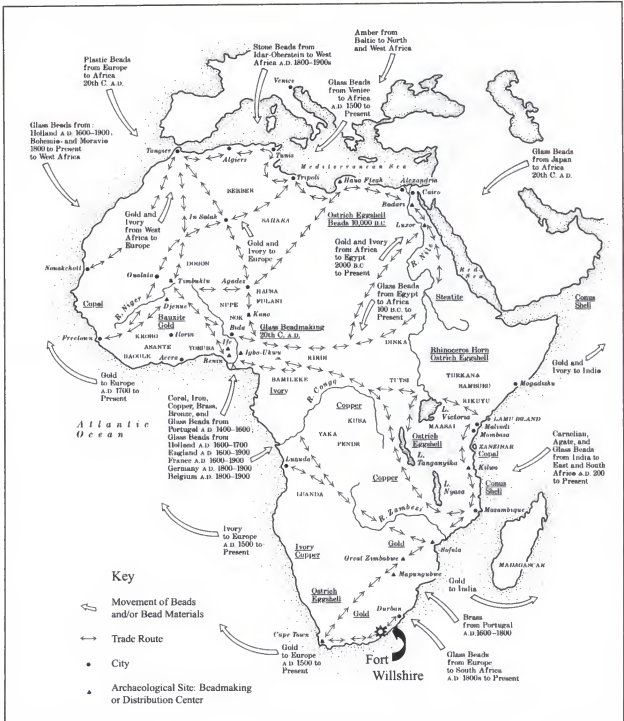 Plastic Beads
from Europe
to Africa
20th C. A.D.
Stone Beads from
Idar-Oberstein to West
Africa A.D. 1800-1900s
Amber from
Baltic to North
and West Africa
Venice
Glass Beads
from Venice
to Africa
A.D. 1500 to
Present
Glass Beads from:
Holland A.D. 1600-1900,
Bohemia- and Moravia
1800 to Present
to West Africa
Glass Beads
from Japan
to Africa
20th C. A.D.
Tangier
Algiers
Tunis
Mediterranean Sea
Tripoli
Haua Fteah
Alexandria
Cairo
Badari
BERBER
Gold and
Ivory from
West
Africa to
Europe
In Salah
SAHARA
Ostrich Eggshell
Beads 10,000 B.C.
Luxor
R. Nile
Red
Sea
Gold and
Ivory to
Europe
Gold and Ivory
from Africa
to Egypt
2000 B.C.
to Present
Nouakchott
DOGON
Oualata
Timbuktu
Agades
HAUSA
FULANI
Glass Beads
from Egypt
to Africa
100 B.C. to
Present
Steatite
Conus
Shell
Copal
R. Niger
Djenne
NUPE
NOK
Kano
Bauxite
Gold
Bida
Glass Beadmaking
20th C. A.D.
DINKA
Freetown
KROBO
Ilorin
Ife
Igbo-Ukwu
ASANTE
YORUBA
BAOULE
Accra
Benin
KIRDI
Rhinoceros Horn
Ostrich Eggshell
Gold
to Europe
A.D. 1700 to
Present
BAMILEKE
Ivory
R. Congo
TUTSI
TURKANA
SAMBURU
KIKUYU
Mogadishu
Gold and
Ivory to India
Atlantic
Ocean
Coral, Iron,
Copper, Brass,
Bronze, and
Glass Beads from
Portugal A.D. 1400-1600;
Glass Beads from
Holland A.D. 1600-1700
England A.D. 1600-1900
France A.D. 1600-1900
Germany A.D. 1800-1900
Belgium A.D. 1800-1900
Copper
KUBA
YAKA
PENDE
L.
Victoria
MAASAI
LAMU ISLAND
Malindi
Mombasa
ZANZIBAR
Copal
Ostrich
Eggshell
L.
Tanganyika
Kilwa
Carnelian,
Agate, and
Glass Beads
from India to
East and South
Africa A.D. 200
to Present
Luanda
Copper
L.
Nyasa
Conus
Shell
LUANDA
R. Zambezi
Mozambique
Ivory
to Europe
A.D. 1500 to
Present
Ivory
Copper
Gold
Sofala
Great Zimbabwe
Mapungubwe
MADAGASCAR
Gold
to India
Ostrich
Eggshell
Gold
Durban
Brass
from Portugal
A.D. 1600-1800
Cape Town
Gold
to Europe
A.D. 1500 to
Present
Fort
Willshire
Glass Beads
from Europe
to South Africa
A.D. 1800s to Present
Key
Movement of Beads
and/or Bead Materials
Trade Route
City
Archaeological Site: Beadmaking
or Distribution Center